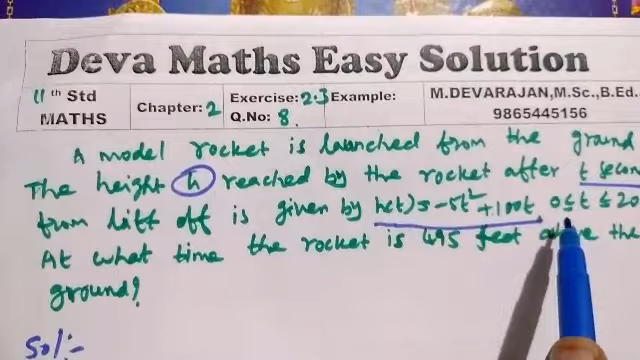 Deva Maths Easy Solution
11th Std
MATHS
Chapter: 2
Exercise: 2.3
Q.No: 8.
Example:
M.DEVARAJAN,M.Sc.,B.Ed.
9865445156
A model rocket is launched from the ground
The height h reached by the rocket after t secon
from lift off is given by h(t)=-5t²+100t, 0≤t≤20
At what time the rocket is 495 feet above the
ground?
Sol:-